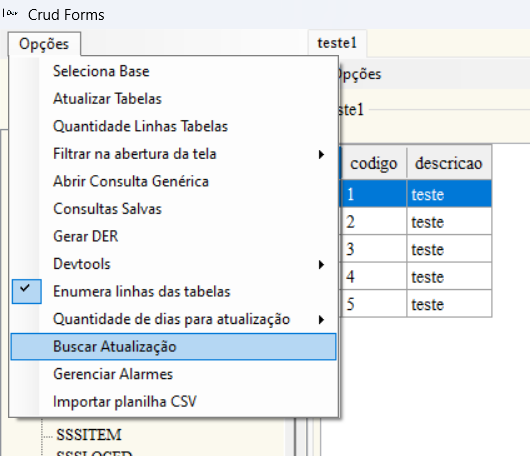 Crud Forms
Opções
teste1
Seleciona Base
Atualizar Tabelas
Quantidade Linhas Tabelas
Filtrar na abertura da tela
Abrir Consulta Genérica
Consultas Salvas
Gerar DER
Devtools
Enumera linhas das tabelas
Quantidade de dias para atualização
Buscar Atualização
Gerenciar Alarmes
Importar planilha CSV
Opções
ste1
codigo descricao
1 teste
2 teste
3 teste
4 teste
5 teste
SSSITEM